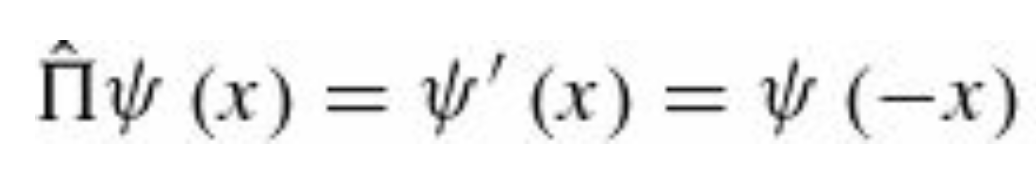 Π̂ψ (x) = ψ′ (x) = ψ (−x)